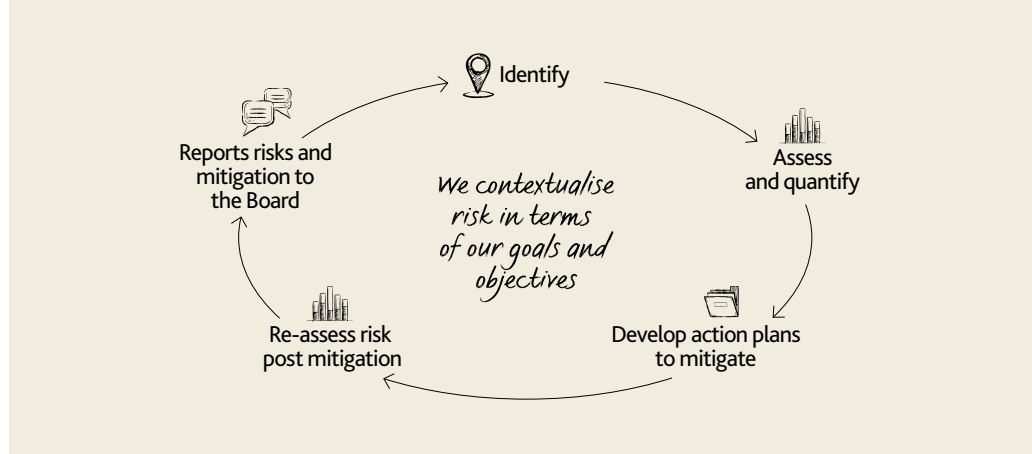 Identify
Assess
and quantify
Develop action plans
to mitigate
Re-assess risk
post mitigation
Reports risks and
mitigation to
the Board
We contextualise
risk in terms
of our goals and
objectives